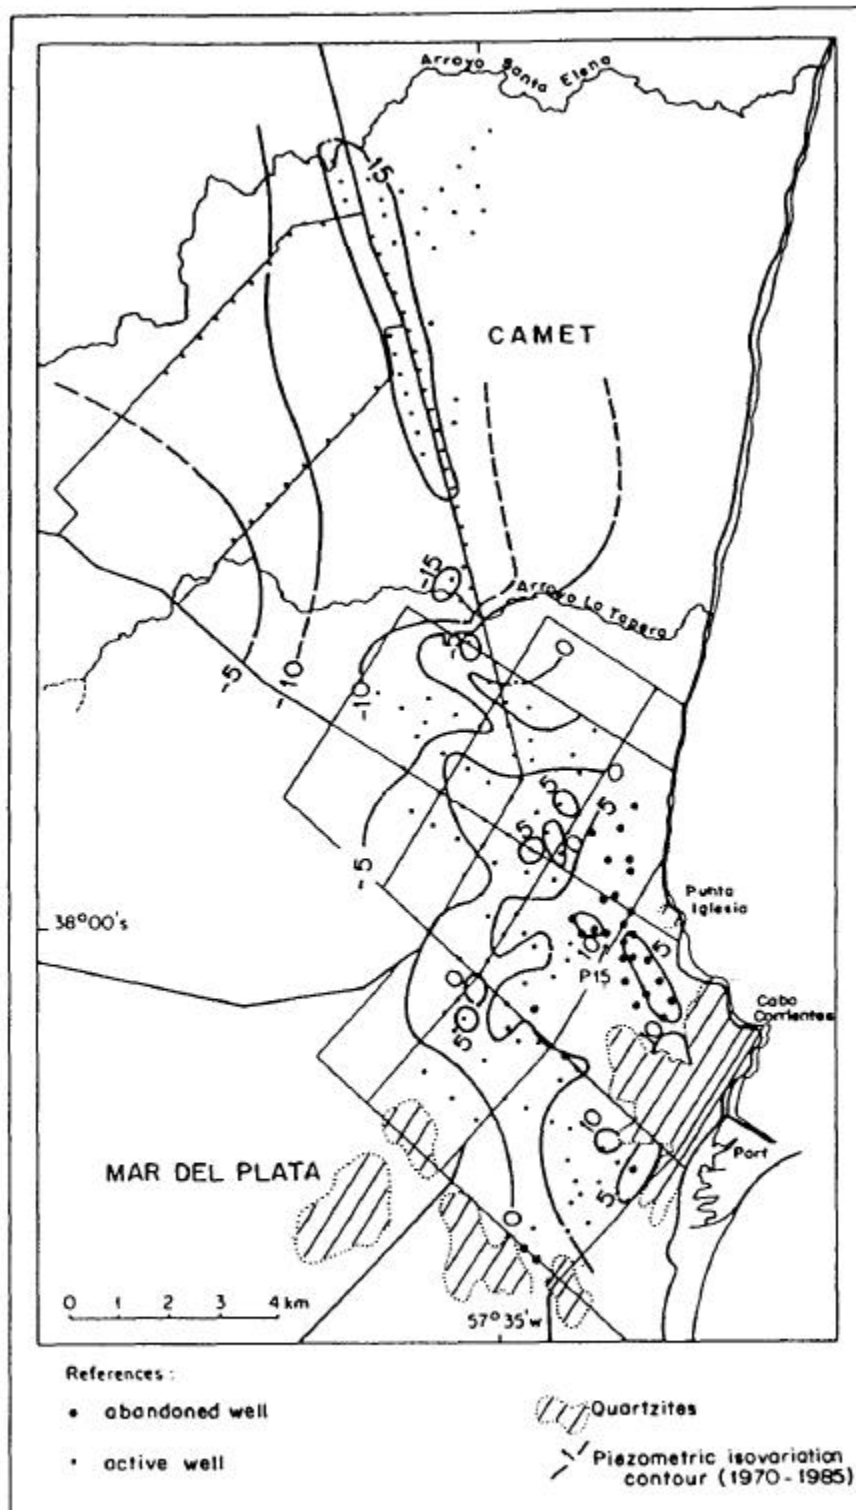 Arroyo Santa Elena
-15
CAMET
-15
Arroyo La Tapera
-5
-5
-10
-10
0
0
5
5
5
0
-5
Punta
Iglesia
38°00's
10
5
P15
0
5
Cabo
Corrientes
10
10
Port
MAR DEL PLATA
5
0
0 1 2 3 4 km
57°35'w
References :
abandoned well
Quartzites
active well
Piezometric isovariation
contour (1970-1985)